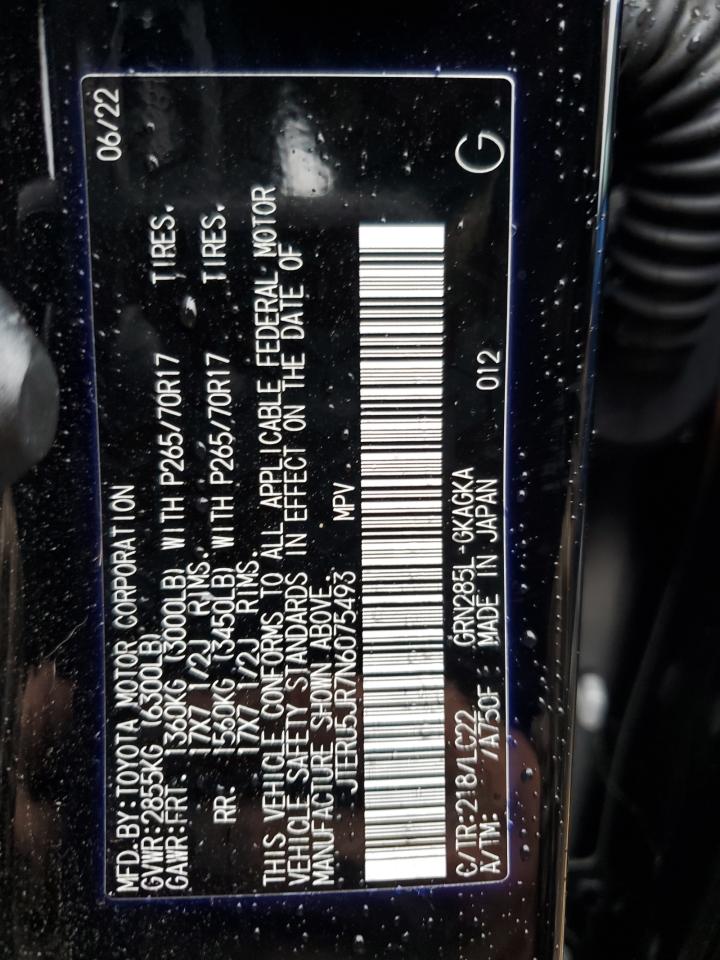 MFD. BY: TOYOTA MOTOR CORPORATION 06/22
GVWR: 2855KG (6300LB)
GAWR: FRT. 1360KG (3000LB) WITH P265/70R17 TIRES,
17X7 1/2J RIMS.
RR. 1560KG (3450LB) WITH P265/70R17 TIRES,
17X7 1/2J RIMS.
THIS VEHICLE CONFORMS TO ALL APPLICABLE FEDERAL MOTOR
VEHICLE SAFETY STANDARDS IN EFFECT ON THE DATE OF
MANUFACTURE SHOWN ABOVE.
JTERU5JR7N6075493 MPV
C/TR: 218/LC22 GRN285L-GKAGKA
A/TM: /A750F MADE IN JAPAN 012 G